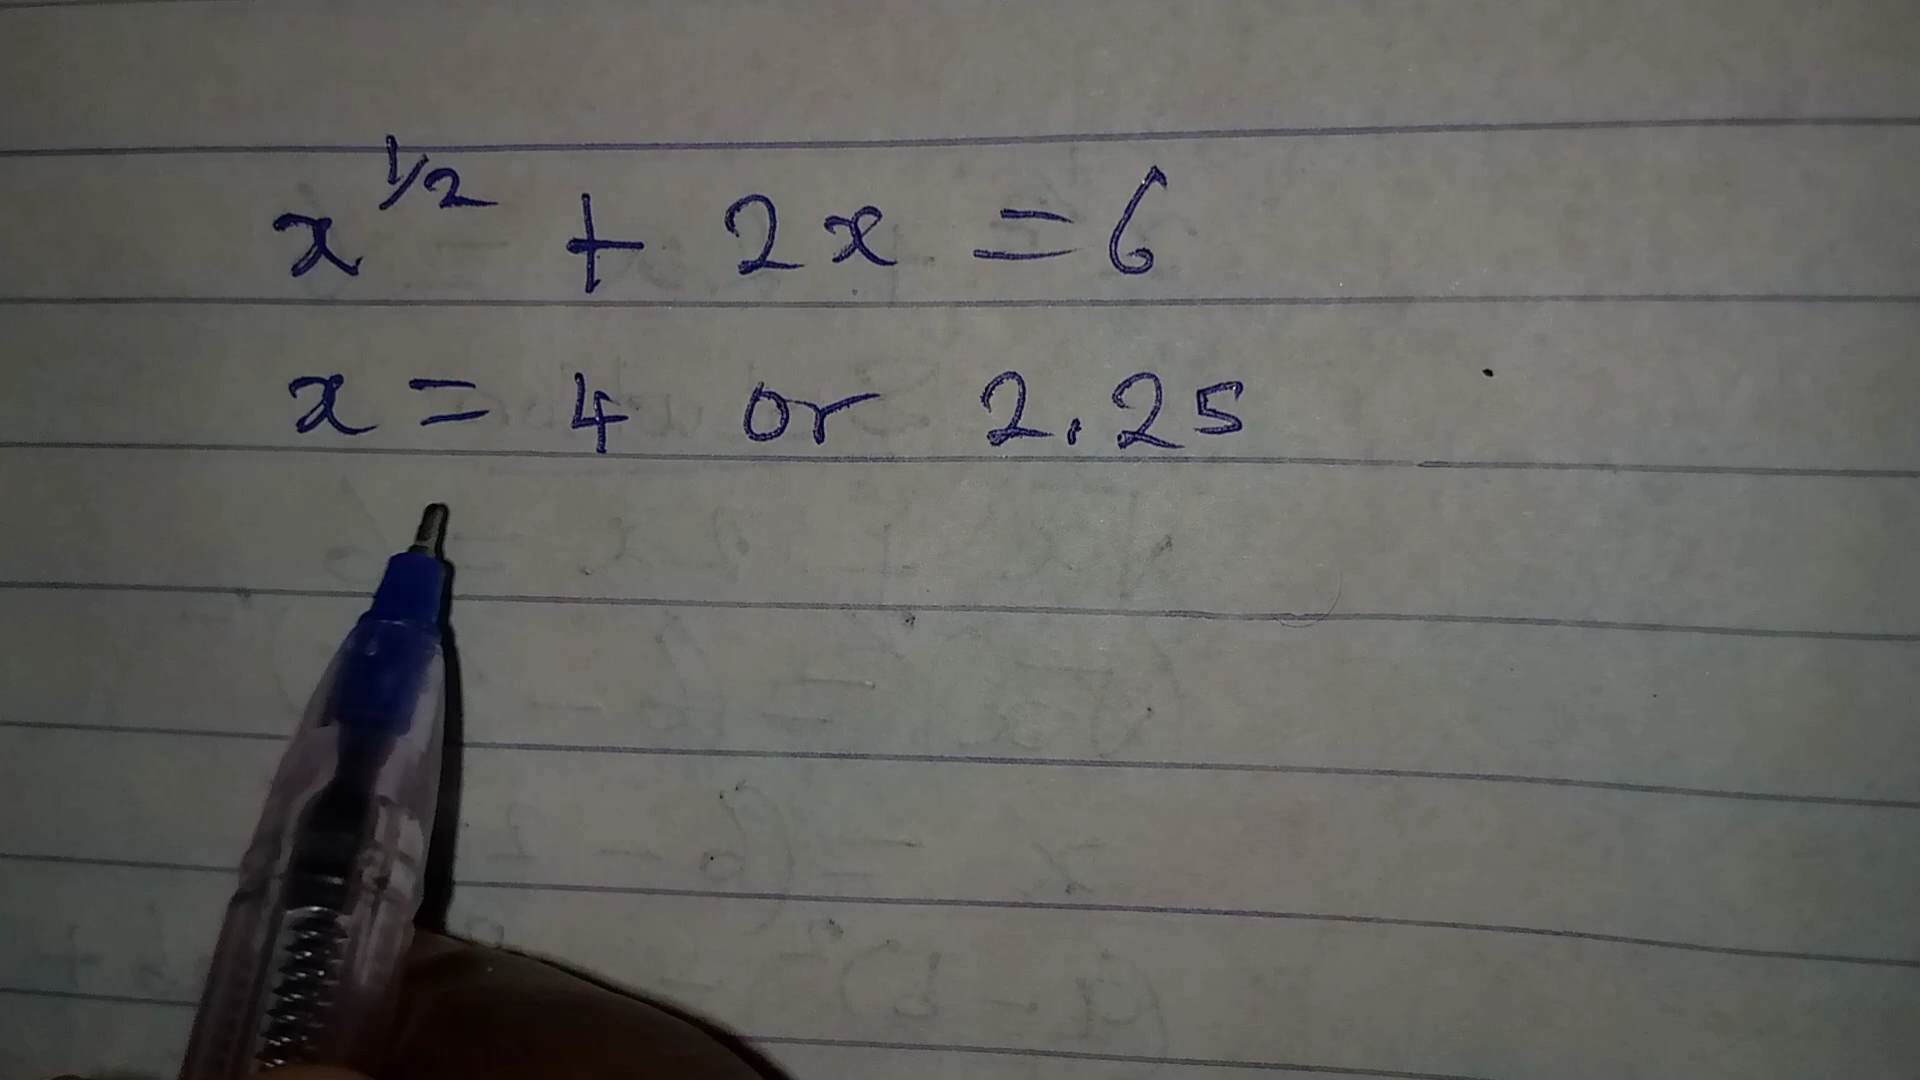 x^1/2 + 2x = 6
x = 4 or 2.25